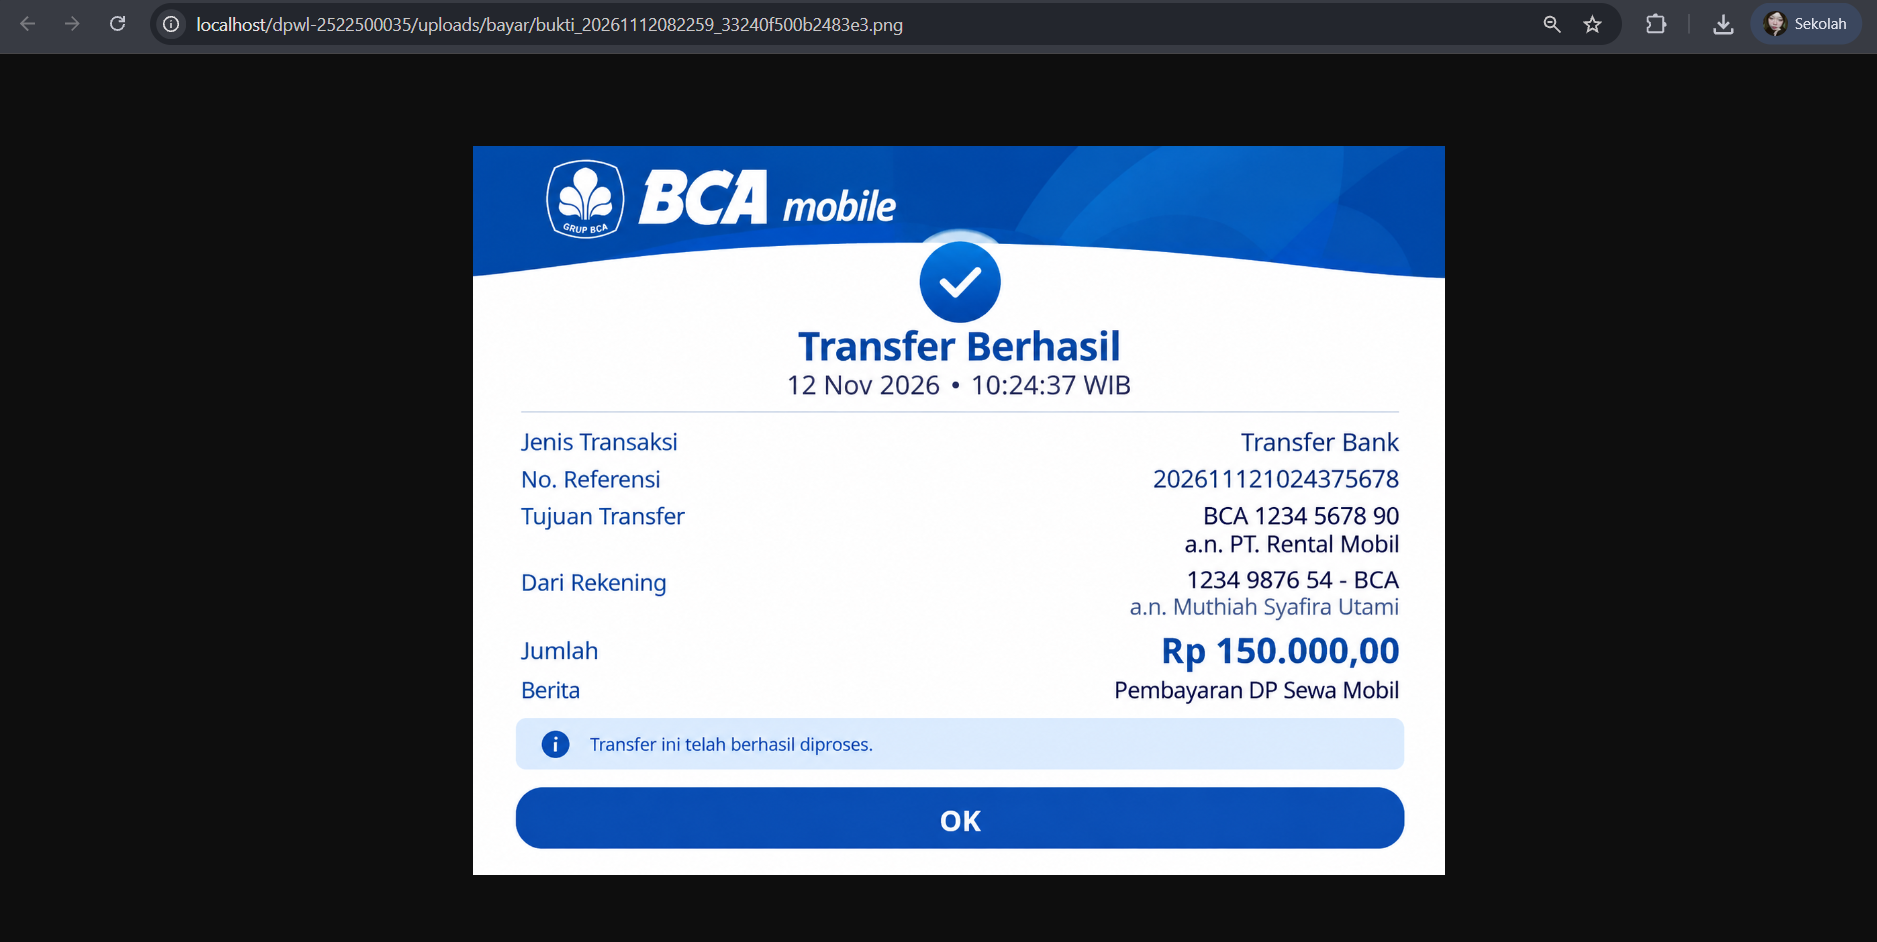 localhost/dpwl-2522500035/uploads/bayar/bukti_20261112082259_33240f500b2483e3.png
Sekolah
GRUP BCA
BCA mobile
Transfer Berhasil
12 Nov 2026 • 10:24:37 WIB
Jenis Transaksi Transfer Bank
No. Referensi 202611121024375678
Tujuan Transfer BCA 1234 5678 90
a.n. PT. Rental Mobil
Dari Rekening 1234 9876 54 - BCA
a.n. Muthiah Syafira Utami
Jumlah Rp 150.000,00
Berita Pembayaran DP Sewa Mobil
Transfer ini telah berhasil diproses.
OK